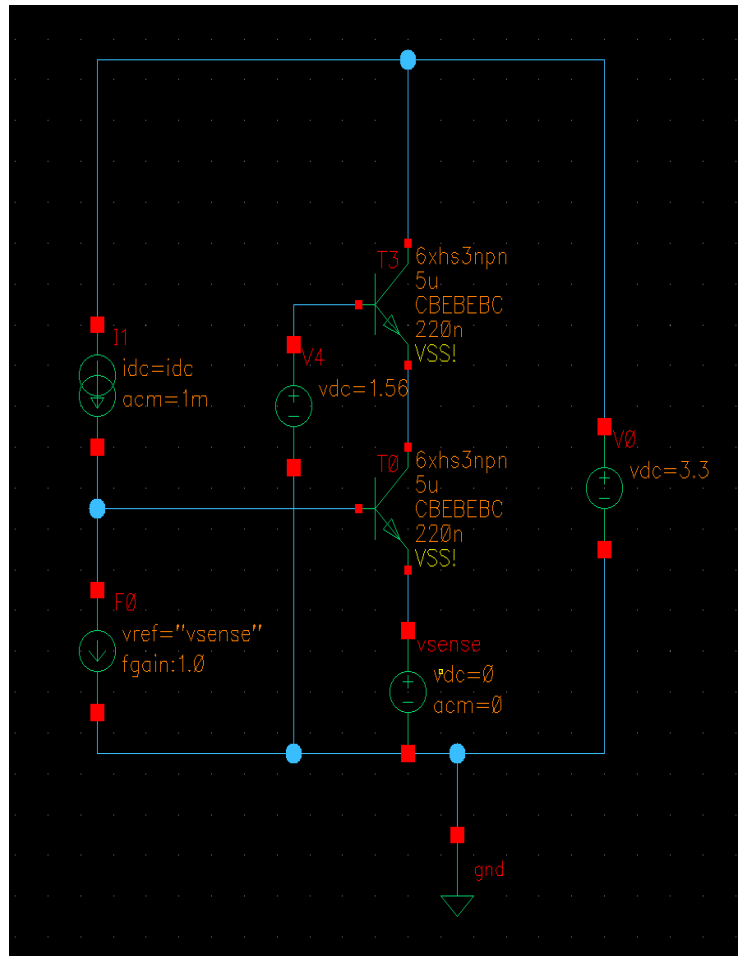 T3
6xhs3npn
5u
CBEBEBC
220n
VSS!
I1
idc=idc
acm=1m
V4
vdc=1.56
T0
6xhs3npn
5u
CBEBEBC
220n
VSS!
V0
vdc=3.3
F0
vref="vsense"
fgain:1.0
vsense
vdc=0
acm=0
gnd